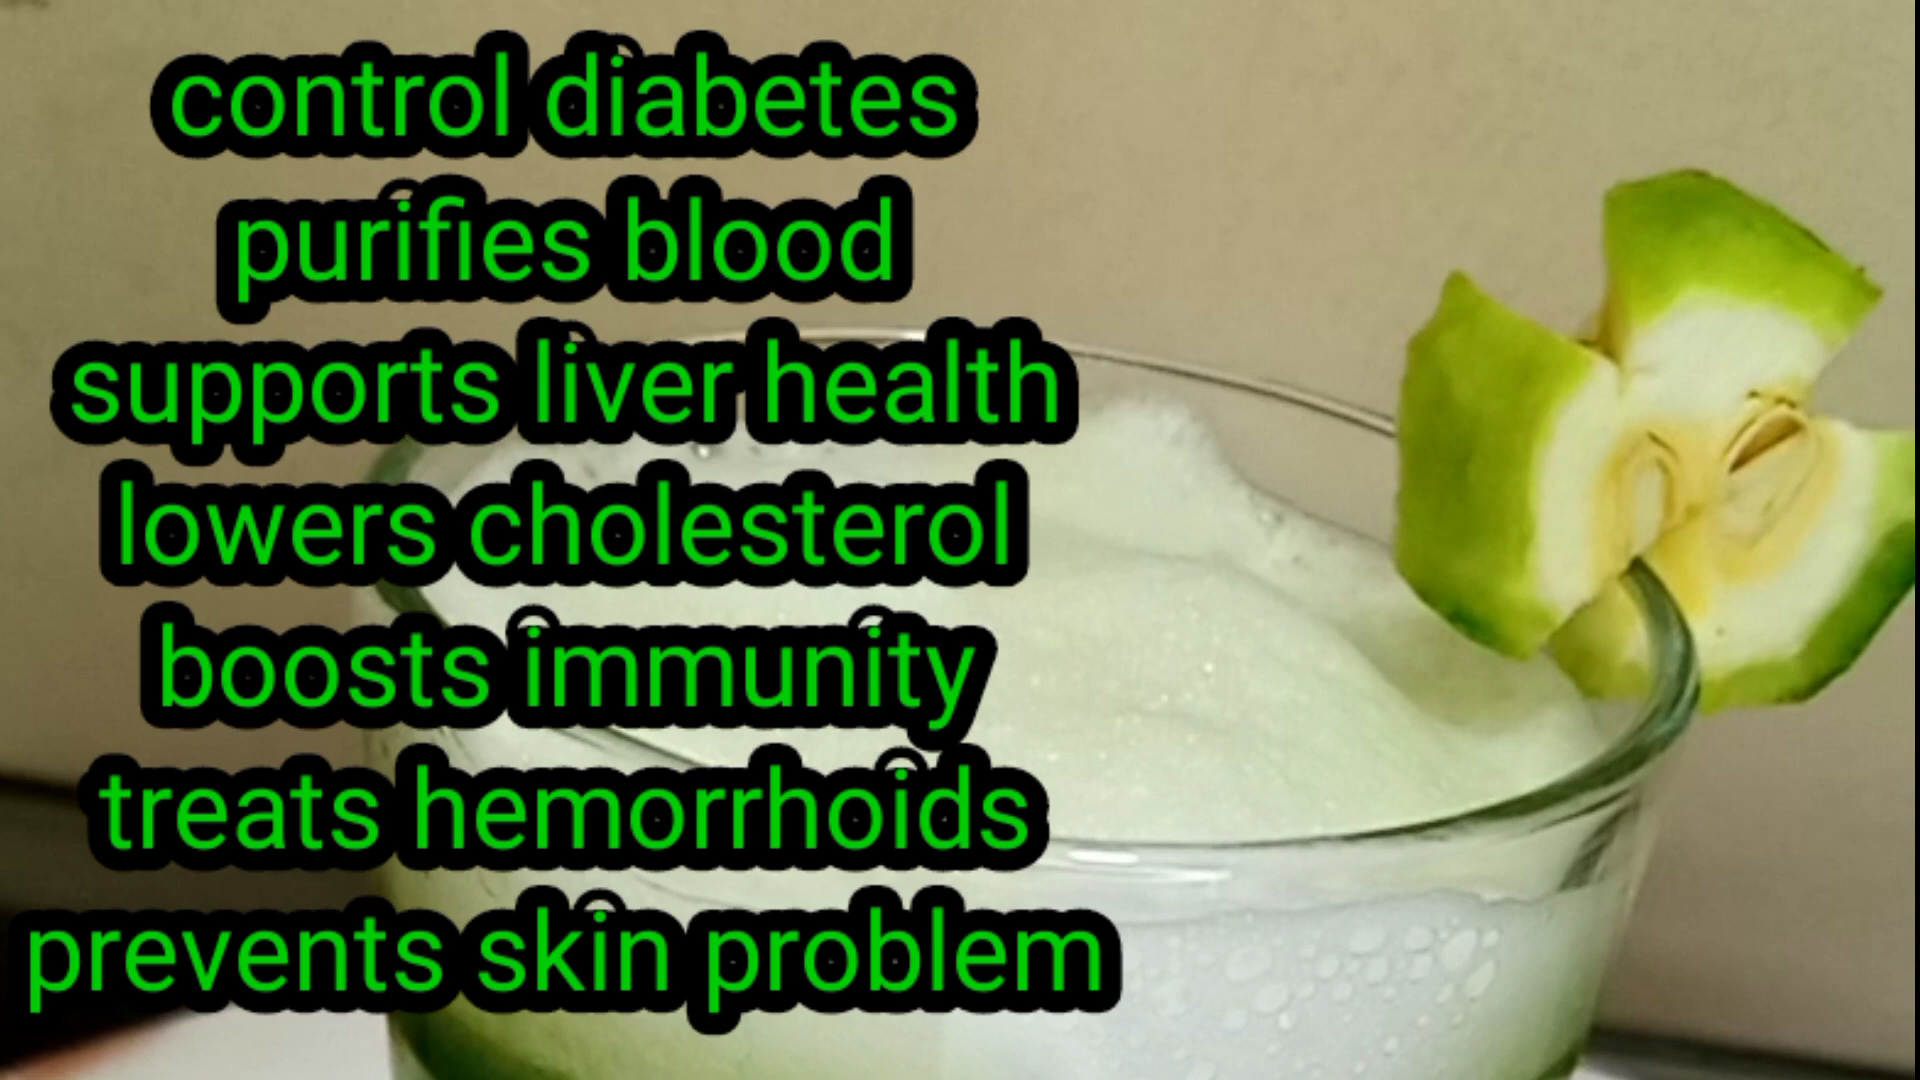 control diabetes
purifies blood
supports liver health
lowers cholesterol
boosts immunity
treats hemorrhoids
prevents skin problem